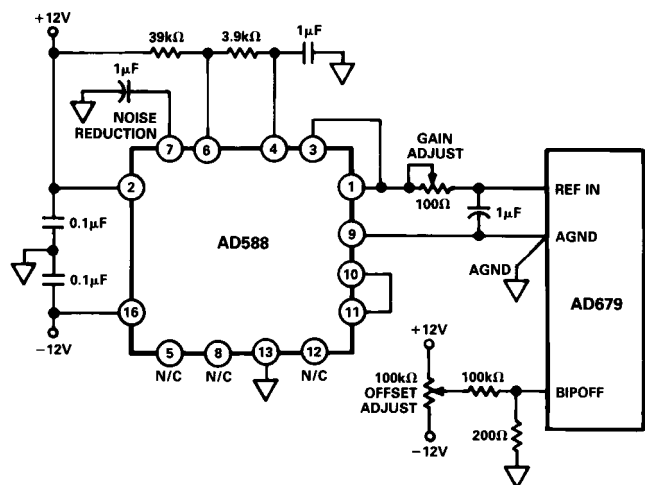 +12V
39kΩ
3.9kΩ
1μF
1μF
NOISE
REDUCTION
7
6
4
3
GAIN
ADJUST
2
1
100Ω
1μF
REF IN
0.1μF
AD588
9
AGND
AGND
10
AD679
0.1μF
11
16
-12V
5
8
13
12
N/C
N/C
N/C
+12V
100kΩ
OFFSET
ADJUST
100kΩ
BIPOFF
200Ω
-12V